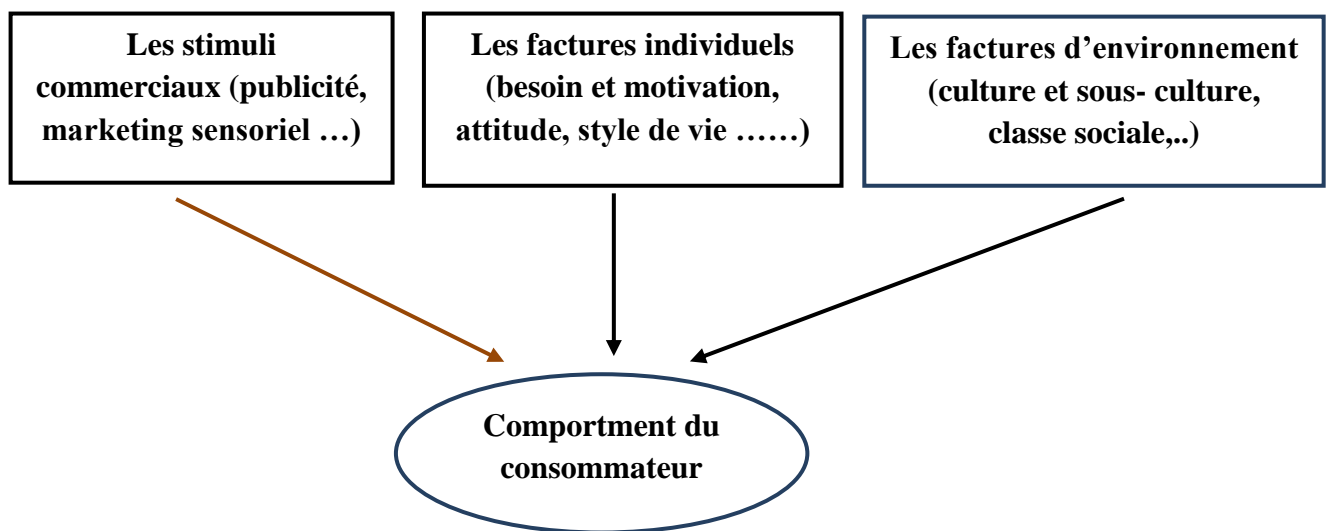 Les stimuli
commerciaux (publicité,
marketing sensoriel …)
Les factures individuels
(besoin et motivation,
attitude, style de vie ……)
Les factures d’environnement
(culture et sous- culture,
classe sociale,..)
Comportment du
consommateur